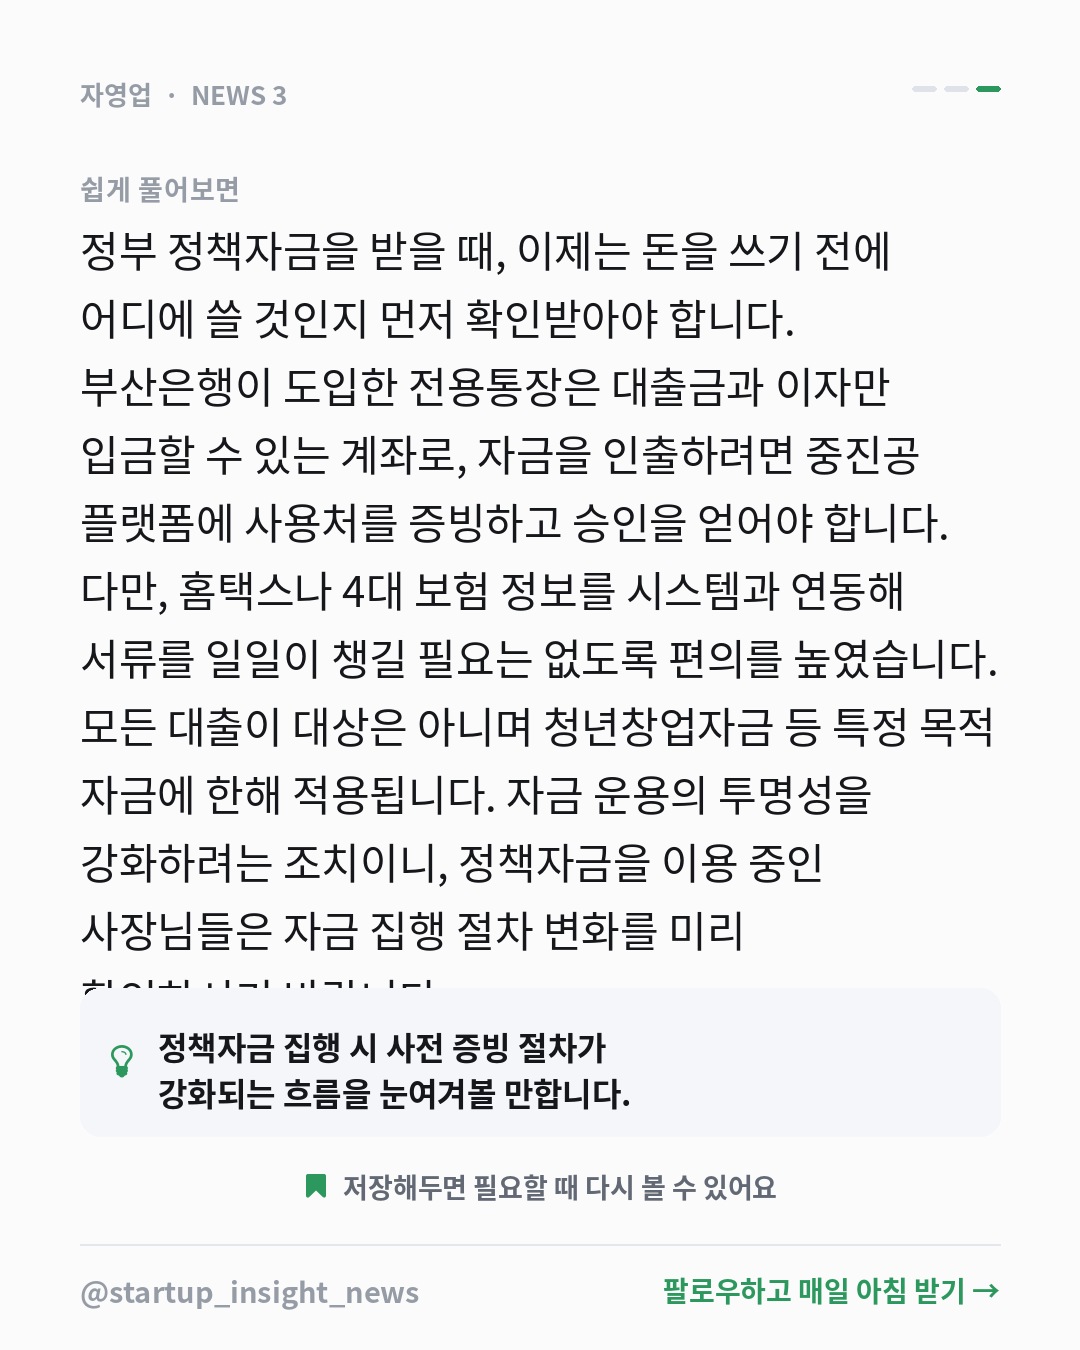 자영업 · NEWS 3
쉽게 풀어보면
정부 정책자금을 받을 때, 이제는 돈을 쓰기 전에
어디에 쓸 것인지 먼저 확인받아야 합니다.
부산은행이 도입한 전용통장은 대출금과 이자만
입금할 수 있는 계좌로, 자금을 인출하려면 중진공
플랫폼에 사용처를 증빙하고 승인을 얻어야 합니다.
다만, 홈택스나 4대 보험 정보를 시스템과 연동해
서류를 일일이 챙길 필요는 없도록 편의를 높였습니다.
모든 대출이 대상은 아니며 청년창업자금 등 특정 목적
자금에 한해 적용됩니다. 자금 운용의 투명성을
강화하려는 조치이니, 정책자금을 이용 중인
사장님들은 자금 집행 절차 변화를 미리
정책자금 집행 시 사전 증빙 절차가
강화되는 흐름을 눈여겨볼 만합니다.
저장해두면 필요할 때 다시 볼 수 있어요
@startup_insight_news
팔로우하고 매일 아침 받기 →